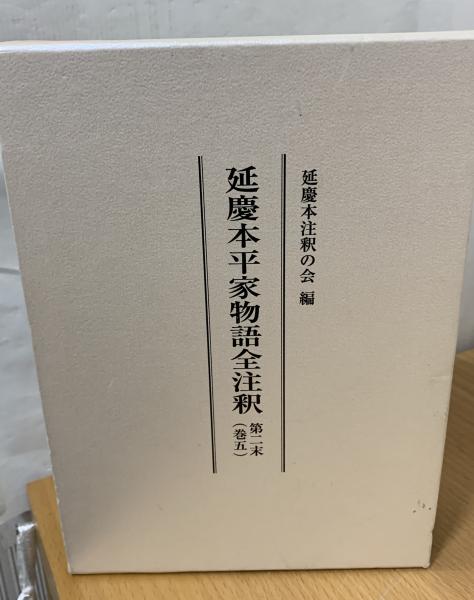 延慶本注釈の会 編
延慶本平家物語全注釈
第二末
(巻五)